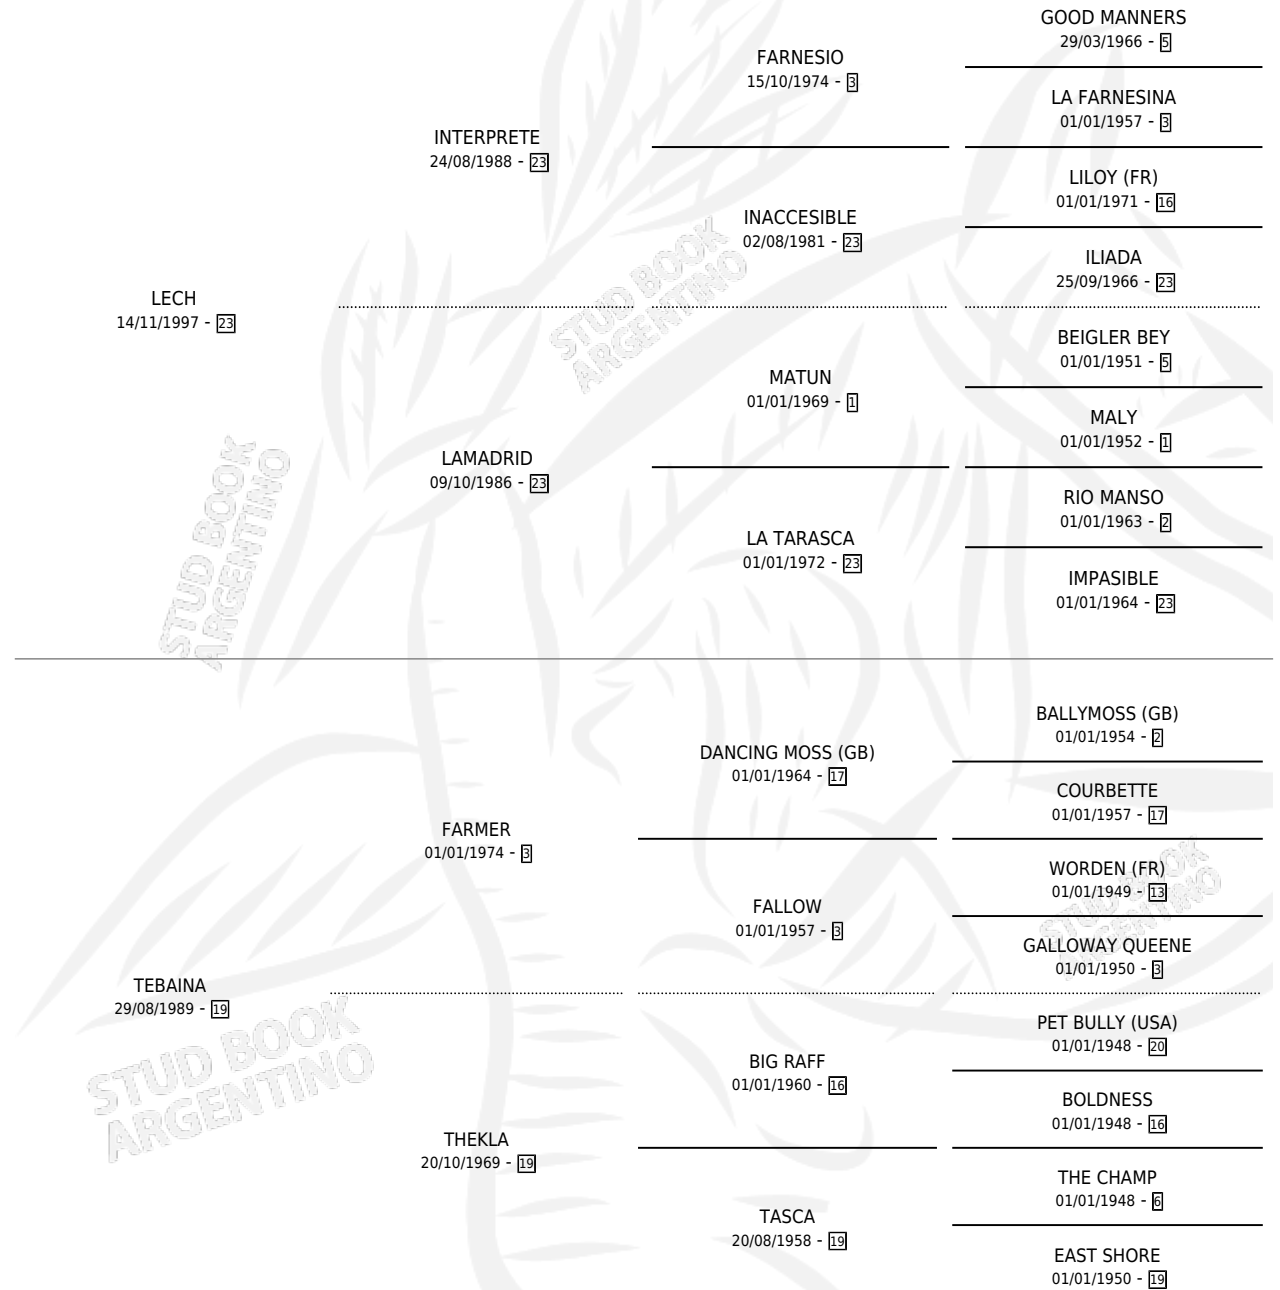 GOOD MANNERS
29/03/1966 - 5
FARNESIO
15/10/1974 - 3
LA FARNESINA
01/01/1957 - 3
INTERPRETE
24/08/1988 - 23
LILOY (FR)
01/01/1971 - 16
INACCESIBLE
02/08/1981 - 23
ILIADA
25/09/1966 - 23
LECH
14/11/1997 - 23
BEIGLER BEY
01/01/1951 - 5
MATUN
01/01/1969 - 1
MALY
01/01/1952 - 1
LAMADRID
09/10/1986 - 23
RIO MANSO
01/01/1963 - 2
LA TARASCA
01/01/1972 - 23
IMPASIBLE
01/01/1964 - 23
BALLYMOSS (GB)
01/01/1954 - 2
DANCING MOSS (GB)
01/01/1964 - 17
COURBETTE
01/01/1957 - 17
FARMER
01/01/1974 - 3
WORDEN (FR)
01/01/1949 - 13
FALLOW
01/01/1957 - 3
GALLOWAY QUEENE
01/01/1950 - 3
TEBAINA
29/08/1989 - 19
PET BULLY (USA)
01/01/1948 - 20
BIG RAFF
01/01/1960 - 16
BOLDNESS
01/01/1948 - 16
THEKLA
20/10/1969 - 19
THE CHAMP
01/01/1948 - 6
TASCA
20/08/1958 - 19
EAST SHORE
01/01/1950 - 19
STUD BOOK
ARGENTINO
STUD BOOK
ARGENTINO
STUD BOOK
ARGENTINO
STUD BOOK
ARGENTINO